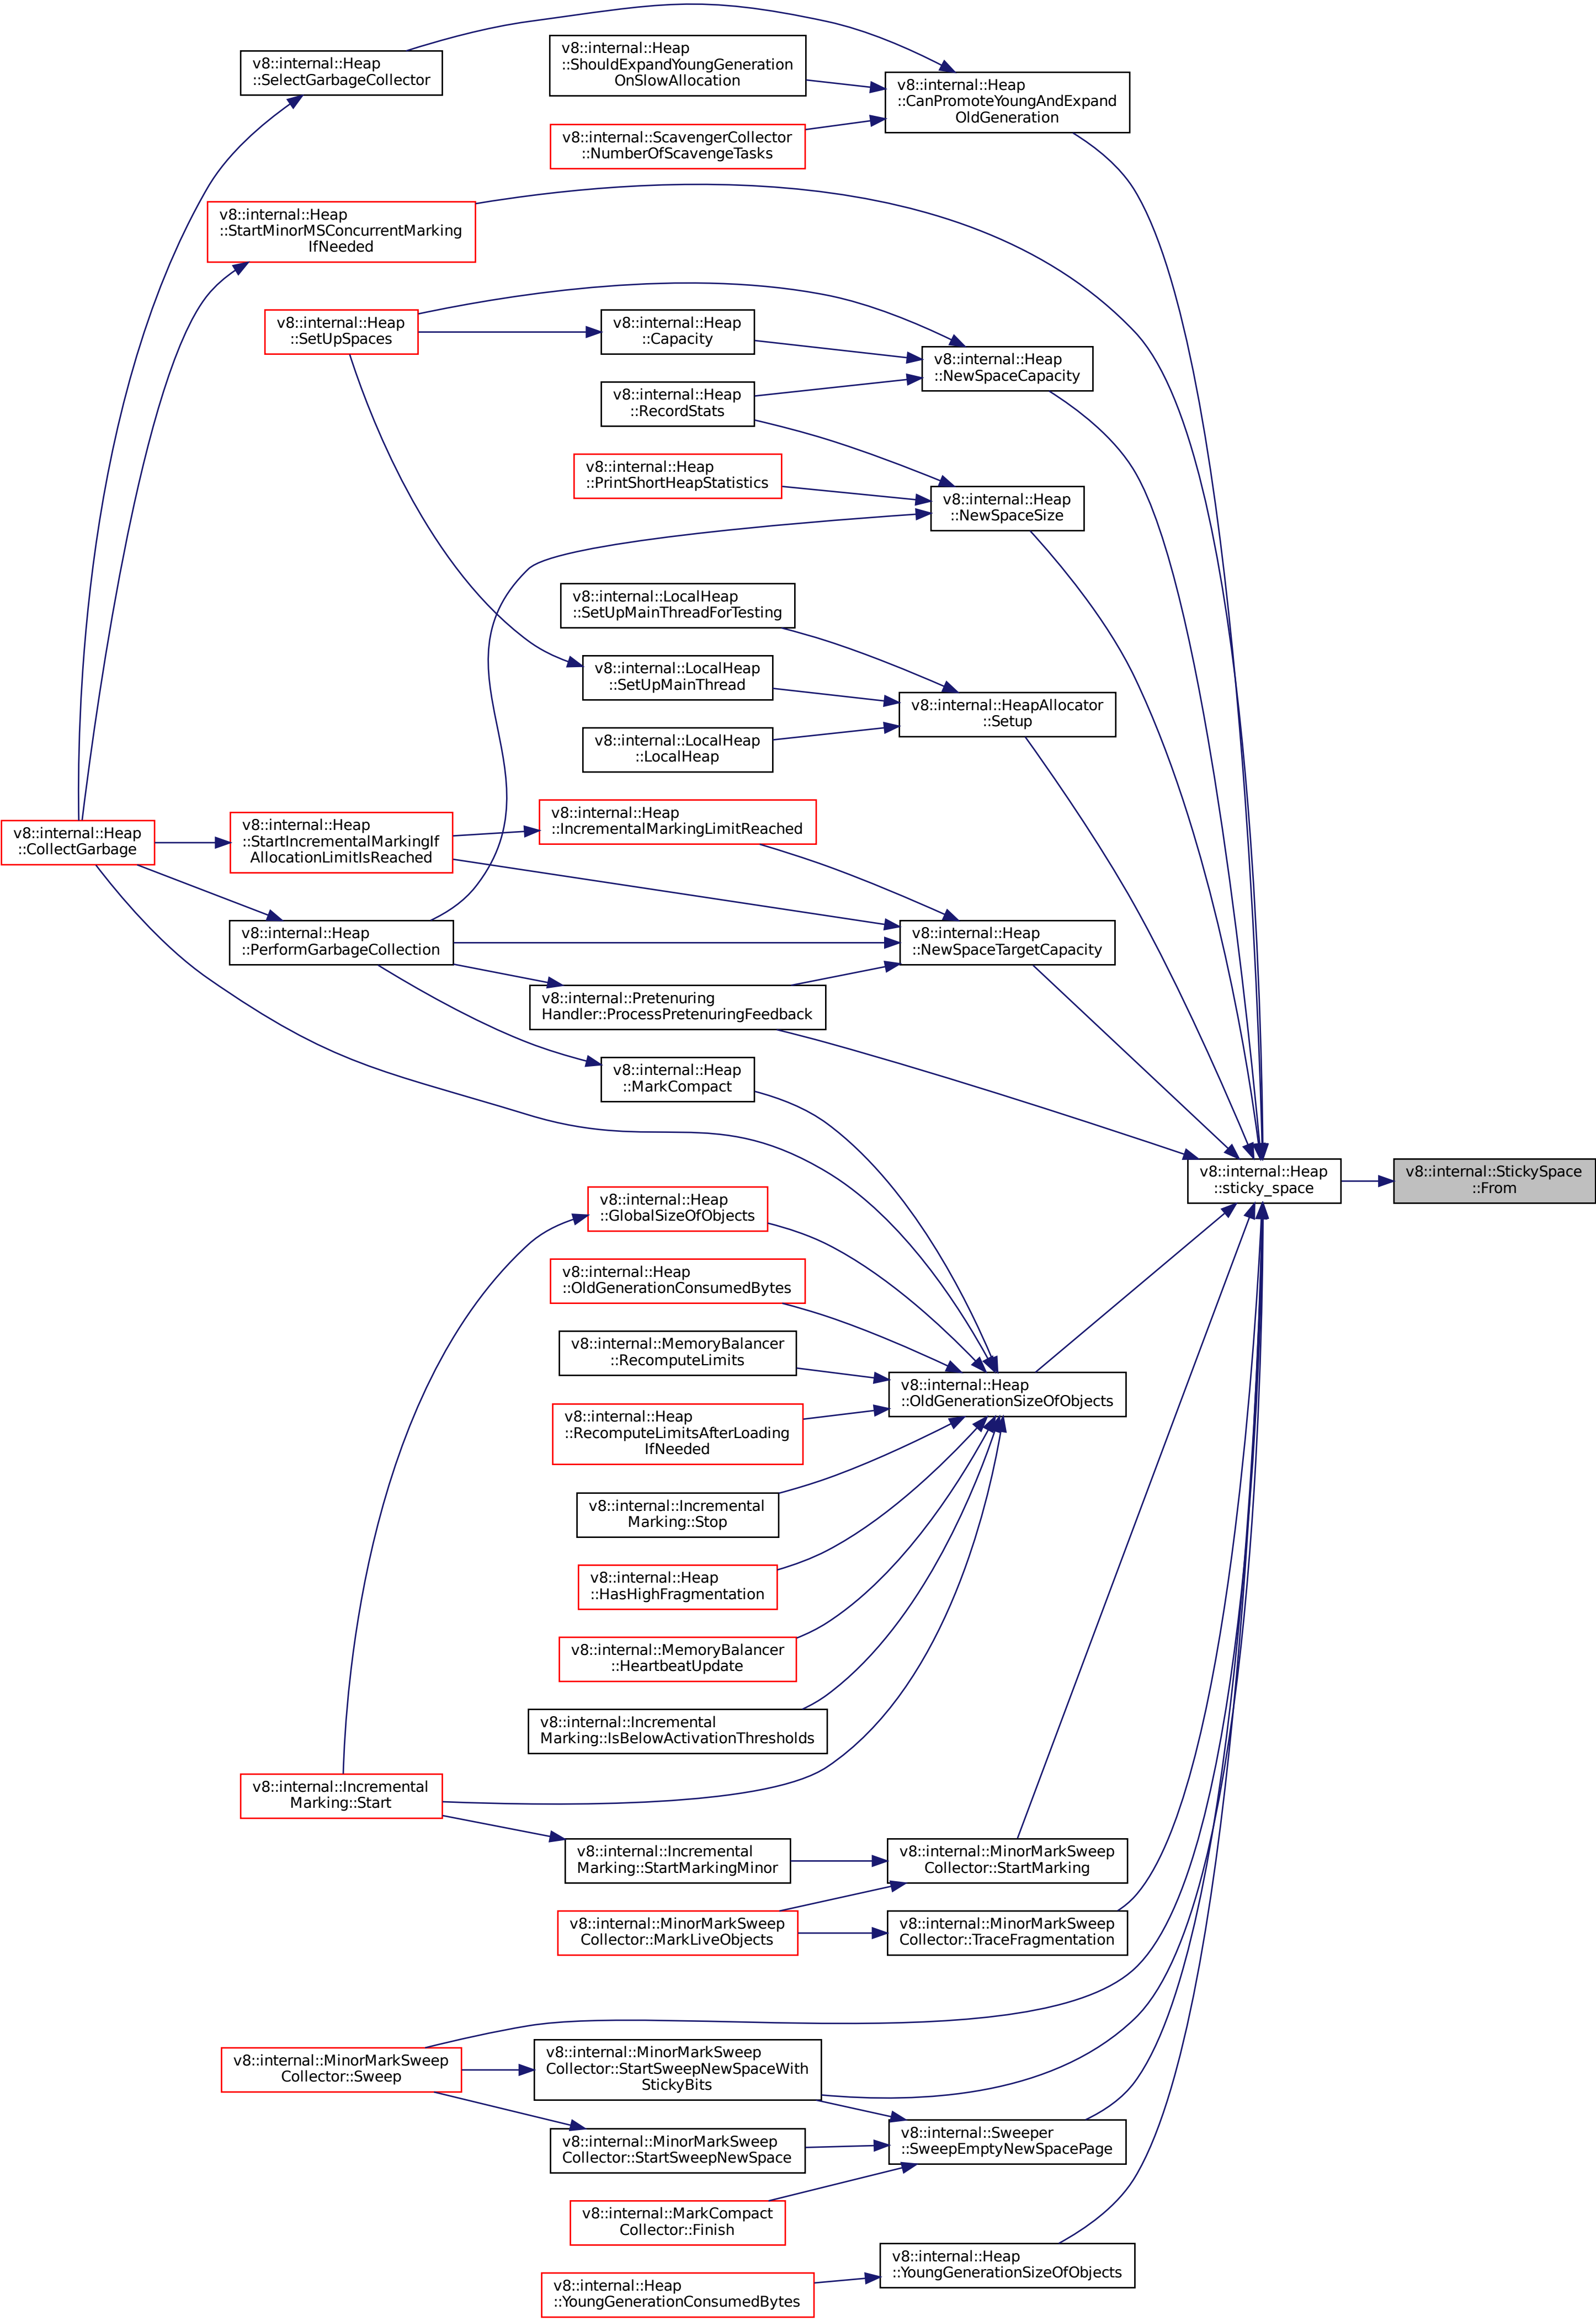 v8::internal::Heap
::SelectGarbageCollector
v8::internal::Heap
::ShouldExpandYoungGeneration
OnSlowAllocation
v8::internal::Heap
::CanPromoteYoungAndExpand
OldGeneration
v8::internal::ScavengerCollector
::NumberOfScavengeTasks
v8::internal::Heap
::StartMinorMSConcurrentMarking
IfNeeded
v8::internal::Heap
::SetUpSpaces
v8::internal::Heap
::Capacity
v8::internal::Heap
::NewSpaceCapacity
v8::internal::Heap
::RecordStats
v8::internal::Heap
::PrintShortHeapStatistics
v8::internal::Heap
::NewSpaceSize
v8::internal::LocalHeap
::SetUpMainThreadForTesting
v8::internal::LocalHeap
::SetUpMainThread
v8::internal::HeapAllocator
::Setup
v8::internal::LocalHeap
::LocalHeap
v8::internal::Heap
::CollectGarbage
v8::internal::Heap
::StartIncrementalMarkingIf
AllocationLimitIsReached
v8::internal::Heap
::IncrementalMarkingLimitReached
v8::internal::Heap
::PerformGarbageCollection
v8::internal::Heap
::NewSpaceTargetCapacity
v8::internal::Pretenuring
Handler::ProcessPretenuringFeedback
v8::internal::Heap
::MarkCompact
v8::internal::Heap
::sticky_space
v8::internal::StickySpace
::From
v8::internal::Heap
::GlobalSizeOfObjects
v8::internal::Heap
::OldGenerationConsumedBytes
v8::internal::MemoryBalancer
::RecomputeLimits
v8::internal::Heap
::OldGenerationSizeOfObjects
v8::internal::Heap
::RecomputeLimitsAfterLoading
IfNeeded
v8::internal::Incremental
Marking::Stop
v8::internal::Heap
::HasHighFragmentation
v8::internal::MemoryBalancer
::HeartbeatUpdate
v8::internal::Incremental
Marking::IsBelowActivationThresholds
v8::internal::Incremental
Marking::Start
v8::internal::Incremental
Marking::StartMarkingMinor
v8::internal::MinorMarkSweep
Collector::StartMarking
v8::internal::MinorMarkSweep
Collector::MarkLiveObjects
v8::internal::MinorMarkSweep
Collector::TraceFragmentation
v8::internal::MinorMarkSweep
Collector::Sweep
v8::internal::MinorMarkSweep
Collector::StartSweepNewSpaceWith
StickyBits
v8::internal::MinorMarkSweep
Collector::StartSweepNewSpace
v8::internal::Sweeper
::SweepEmptyNewSpacePage
v8::internal::MarkCompact
Collector::Finish
v8::internal::Heap
::YoungGenerationSizeOfObjects
v8::internal::Heap
::YoungGenerationConsumedBytes